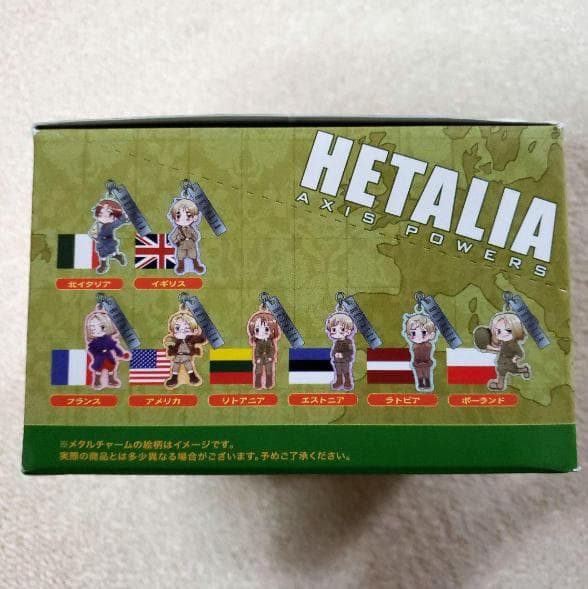 HETALIA
AXIS POWERS
北イタリア
イギリス
フランス
アメリカ
リトアニア
エストニア
ラトビア
ポーランド
※メタルチャームの絵柄はイメージです。
実際の商品とは多少異なる場合がございます。予めご了承ください。